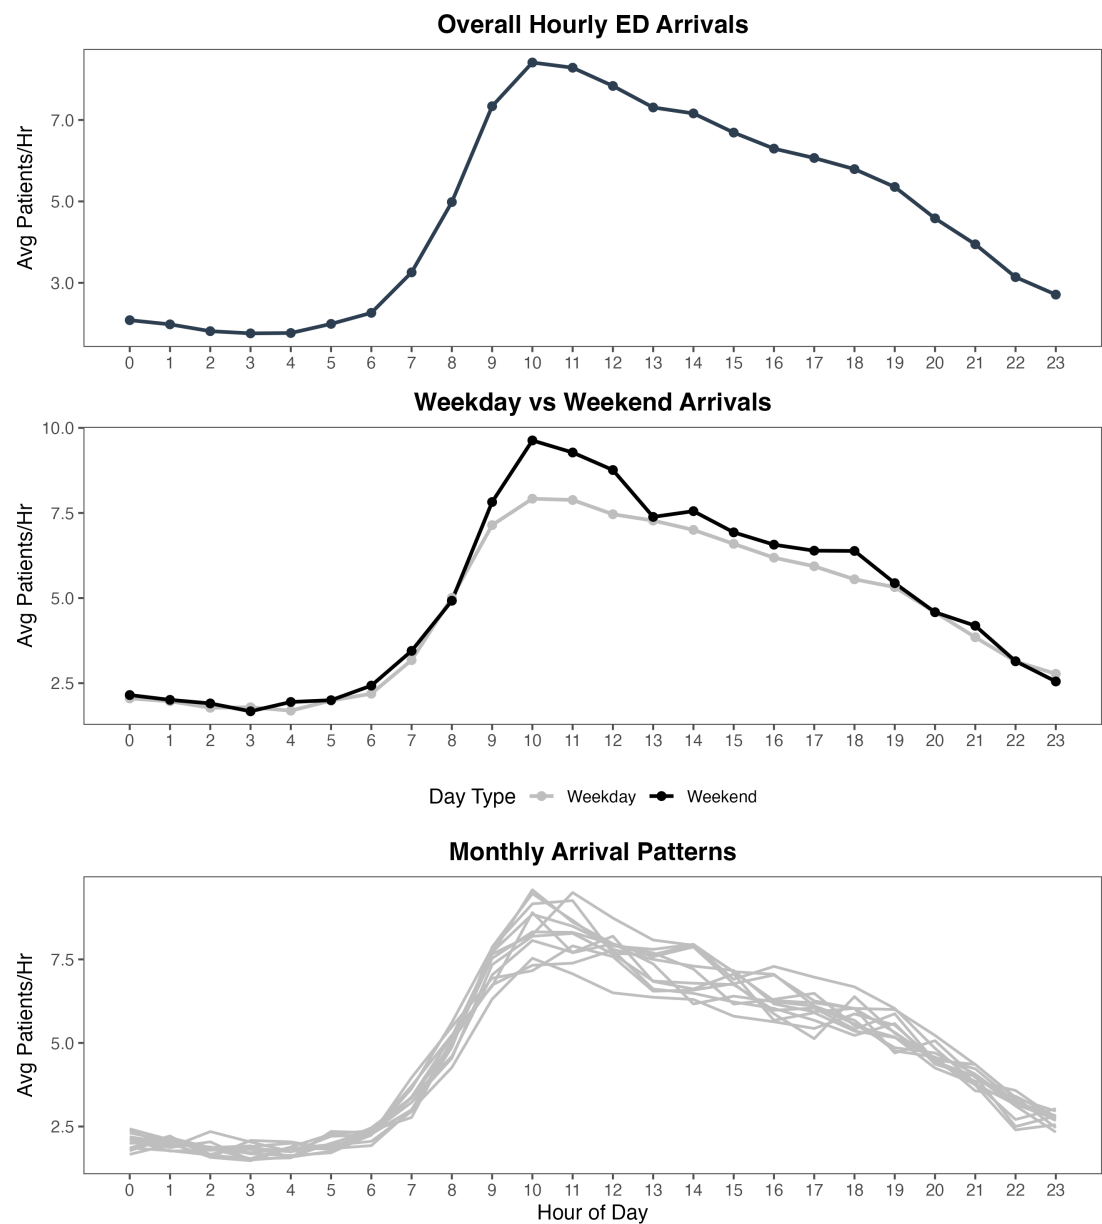 Overall Hourly ED Arrivals
Avg Patients/Hr
7.0
5.0
3.0
0 1 2 3 4 5 6 7 8 9 10 11 12 13 14 15 16 17 18 19 20 21 22 23
Weekday vs Weekend Arrivals
Avg Patients/Hr
10.0
7.5
5.0
2.5
0 1 2 3 4 5 6 7 8 9 10 11 12 13 14 15 16 17 18 19 20 21 22 23
Day Type Weekday Weekend
Monthly Arrival Patterns
Avg Patients/Hr
7.5
5.0
2.5
0 1 2 3 4 5 6 7 8 9 10 11 12 13 14 15 16 17 18 19 20 21 22 23
Hour of Day